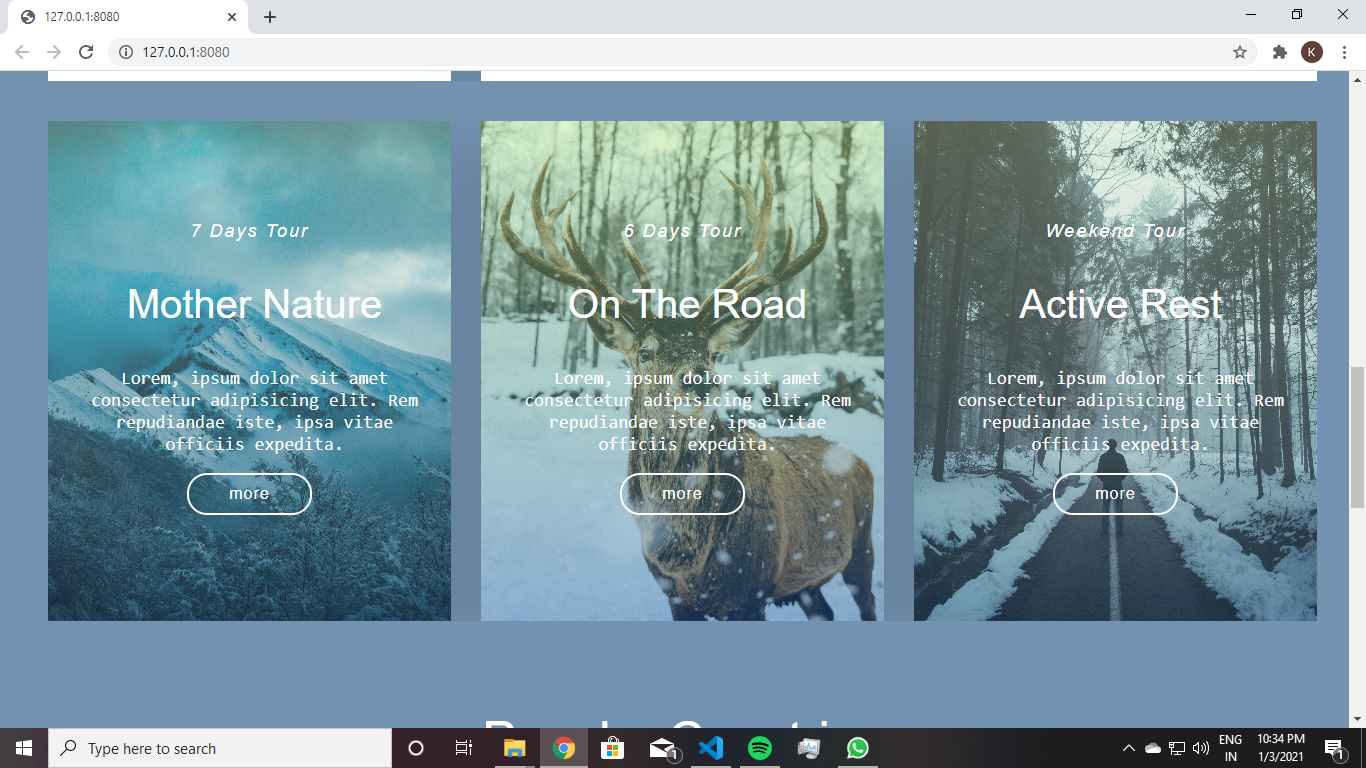 127.0.0.1:8080
127.0.0.1:8080
K
7 Days Tour
Mother Nature
Lorem, ipsum dolor sit amet
consectetur adipisicing elit. Rem
repudiandae iste, ipsa vitae
officiis expedita.
more
6 Days Tour
On The Road
Lorem, ipsum dolor sit amet
consectetur adipisicing elit. Rem
repudiandae iste, ipsa vitae
officiis expedita.
more
Weekend Tour
Active Rest
Lorem, ipsum dolor sit amet
consectetur adipisicing elit. Rem
repudiandae iste, ipsa vitae
officiis expedita.
more
Type here to search
1
ENG
IN
10:34 PM
1/3/2021
1